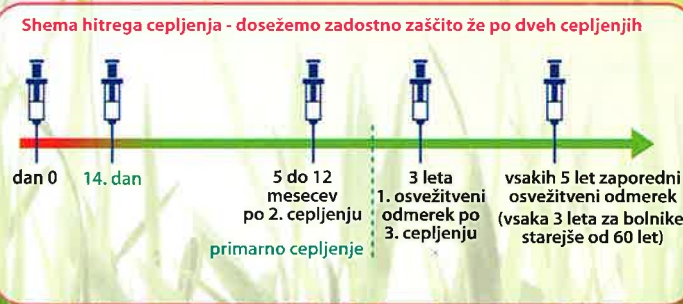 Shema hitrega cepljenja - dosežemo zadostno zaščito že po dveh cepljenjih
dan 0
14. dan
5 do 12
mesecev
po 2. cepljenju
primarno cepljenje
3 leta
1. osvežitveni
odmerek po
3. cepljenju
vsakih 5 let zaporedni
osvežitveni odmerek
(vsaka 3 leta za bolnike
starejše od 60 let)